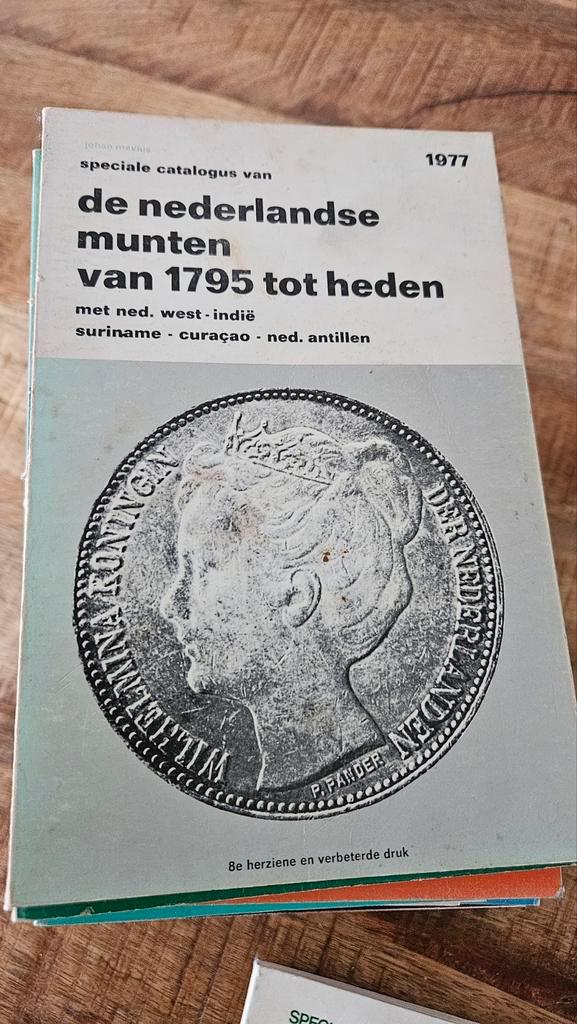 johan mevius
1977
speciale catalogus van
de nederlandse
munten
van 1795 tot heden
met ned. west - indië
suriname - curaçao - ned. antillen
WILHELMINA KONINGIN
DER NEDERLANDEN
P. PANDER
8e herziene en verbeterde druk